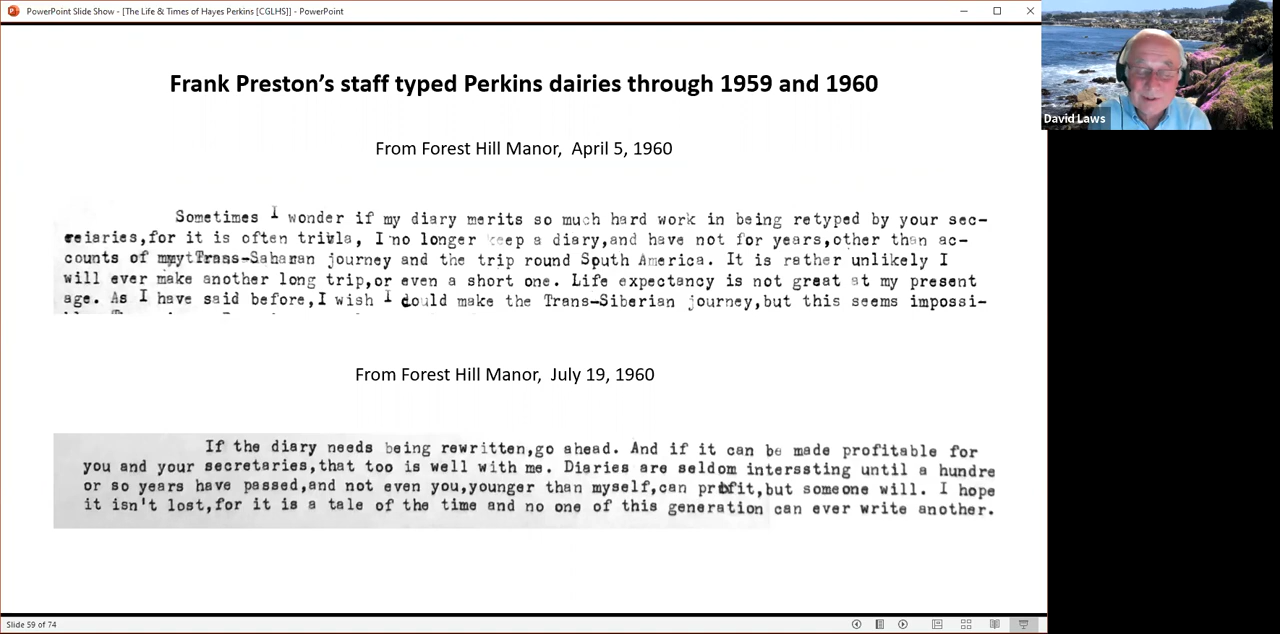 PowerPoint Slide Show - [The Life & Times of Hayes Perkins [CGLHS]] - PowerPoint
David Laws
Frank Preston’s staff typed Perkins dairies through 1959 and 1960
From Forest Hill Manor, April 5, 1960
Sometimes I wonder if my diary merits so much hard work in being retyped by your sec-
reiaries,for it is often trivla, I no longer keep a diary,and have not for years,other than ac-
counts of Trans-Saharan journey and the trip round South America. It is rather unlikely I
will ever make another long trip,or even a short one. Life expectancy is not great at my present
age. As I have said before,I wish I could make the Trans-Siberian journey,but this seems impossi-
From Forest Hill Manor, July 19, 1960
If the diary needs being rewritten,go ahead. And if it can be made profitable for
you and your secretaries,that too is well with me. Diaries are seldom interssting until a hundre
or so years have passed,and not even you,younger than myself,can profit,but someone will. I hope
it isn't lost,for it is a tale of the time and no one of this generation can ever write another.
Slide 59 of 74